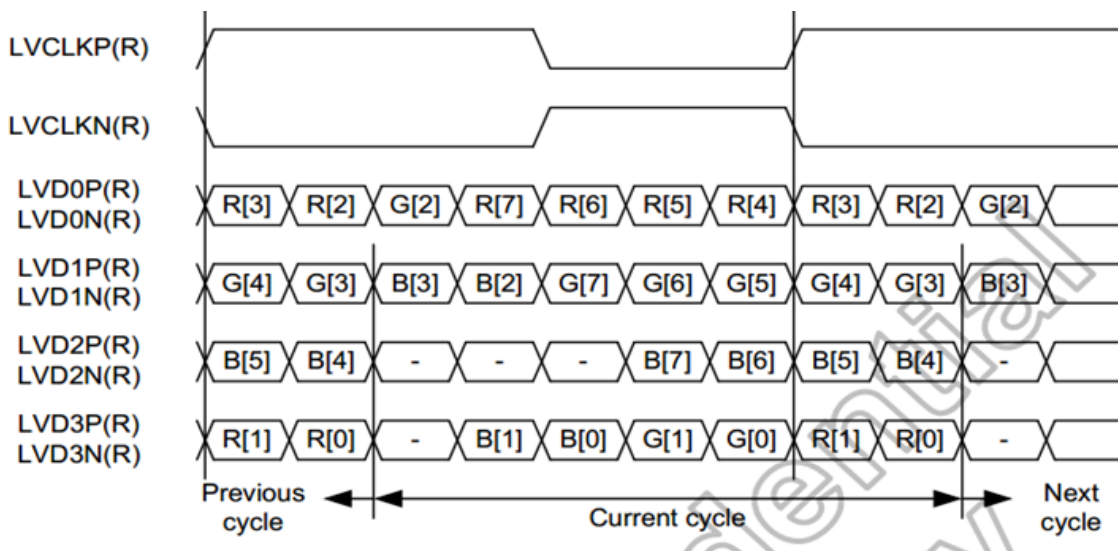 LVCLKP(R)
LVCLKN(R)
LVD0P(R)
LVD0N(R)
R[3] R[2] G[2] R[7] R[6] R[5] R[4] R[3] R[2] G[2]
LVD1P(R)
LVD1N(R)
G[4] G[3] B[3] B[2] G[7] G[6] G[5] G[4] G[3] B[3]
LVD2P(R)
LVD2N(R)
B[5] B[4] - - - B[7] B[6] B[5] B[4] -
LVD3P(R)
LVD3N(R)
R[1] R[0] - B[1] B[0] G[1] G[0] R[1] R[0] -
Previous
cycle
Current cycle
Next
cycle